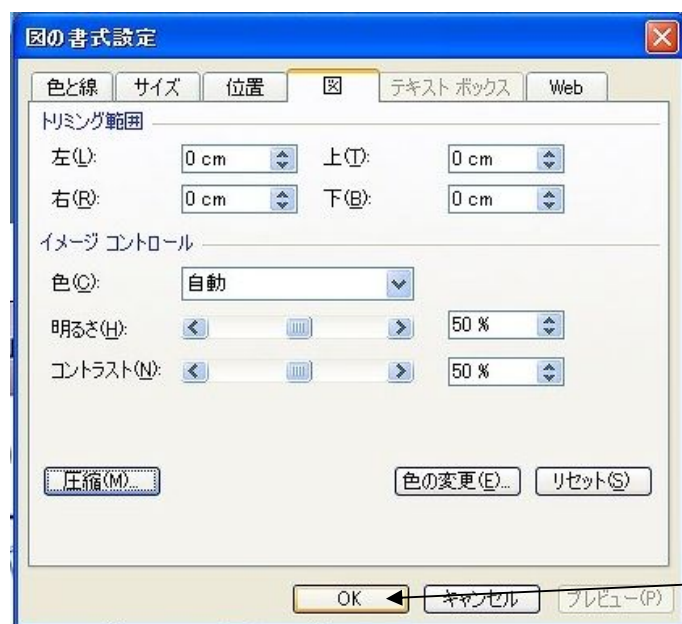 図の書式設定
色と線 サイズ 位置 図 テキスト ボックス Web
トリミング範囲
左(L): 0 cm 上(T): 0 cm
右(R): 0 cm 下(B): 0 cm
イメージ コントロール
色(C): 自動
明るさ(H): 50 %
コントラスト(N): 50 %
圧縮(M)... 色の変更(E)... リセット(S)
OK キャンセル プレビュー(P)